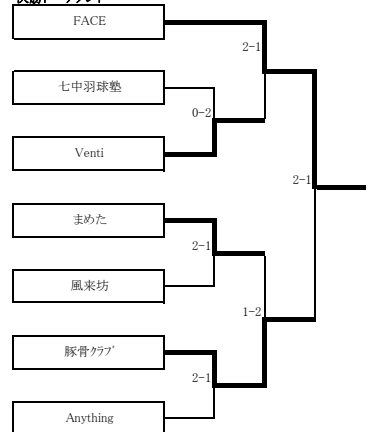 FACE
2-1
七中羽球塾
0-2
Venti
2-1
まめた
2-1
風来坊
1-2
豚骨クラブ
2-1
Anything